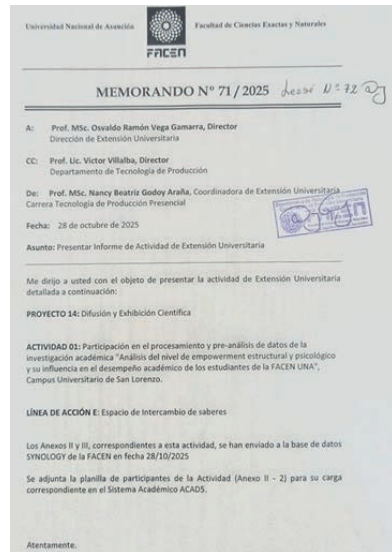 Universidad Nacional de Asunción
Facultad de Ciencias Exactas y Naturales
FACEN
MEMORANDO N° 71 / 2025
N° 72
A: Prof. MSc. Osvaldo Ramón Vega Gamarra, Director
Dirección de Extensión Universitaria
CC: Prof. Lic. Victor Villalba, Director
Departamento de Tecnología de Producción
De: Prof. MSc. Nancy Beatriz Godoy Araña, Coordinadora de Extensión Universitaria
Carrera Tecnología de Producción Presencial
Fecha: 28 de octubre de 2025
Asunto: Presentar Informe de Actividad de Extensión Universitaria
Me dirijo a usted con el objeto de presentar la actividad de Extensión Universitaria
detallada a continuación:
PROYECTO 14: Difusión y Exhibición Científica
ACTIVIDAD 01: Participación en el procesamiento y pre-análisis de datos de la
investigación académica "Análisis del nivel de empowerment estructural y psicológico
y su influencia en el desempeño académico de los estudiantes de la FACEN UNA",
Campus Universitario de San Lorenzo.
LÍNEA DE ACCIÓN E: Espacio de Intercambio de saberes
Los Anexos II y III, correspondientes a esta actividad, se han enviado a la base de datos
SYNOLOGY de la FACEN en fecha 28/10/2025
Se adjunta la planilla de participantes de la Actividad (Anexo II - 2) para su carga
correspondiente en el Sistema Académico ACADS.
Atentamente.